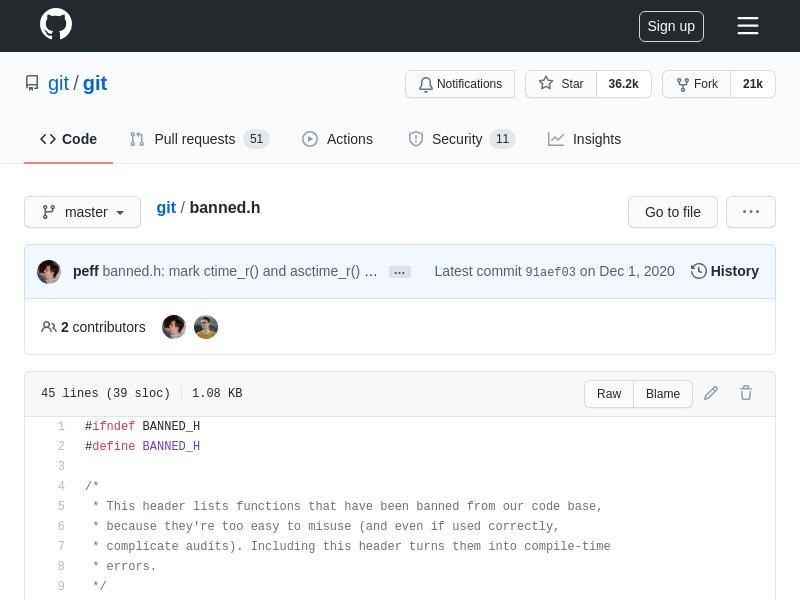 Sign up
git / git
Notifications
Star 36.2k
Fork 21k
Code
Pull requests 51
Actions
Security 11
Insights
master
git / banned.h
Go to file
peff banned.h: mark ctime_r() and asctime_r() …
Latest commit 91aef03 on Dec 1, 2020
History
2 contributors
45 lines (39 sloc) 1.08 KB
Raw Blame
1 #ifndef BANNED_H
2 #define BANNED_H
3
4 /*
5 * This header lists functions that have been banned from our code base,
6 * because they're too easy to misuse (and even if used correctly,
7 * complicate audits). Including this header turns them into compile-time
8 * errors.
9 */